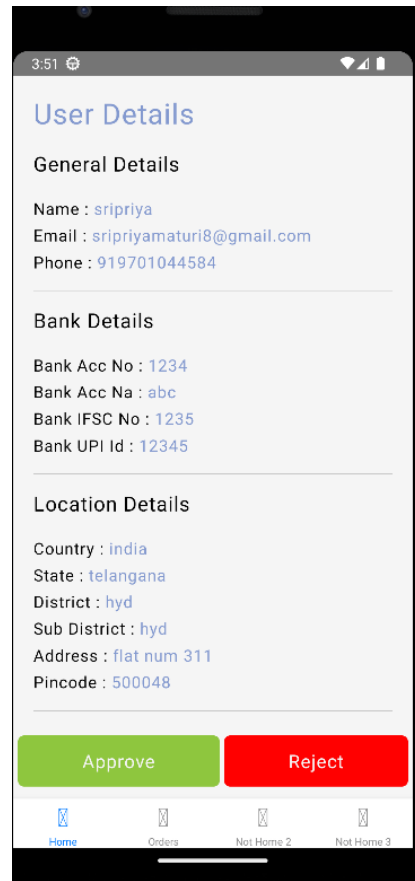 3:51
User Details
General Details
Name : sripriya
Email : sripriyamaturi8@gmail.com
Phone : 919701044584
Bank Details
Bank Acc No : 1234
Bank Acc Na : abc
Bank IFSC No : 1235
Bank UPI Id : 12345
Location Details
Country : india
State : telangana
District : hyd
Sub District : hyd
Address : flat num 311
Pincode : 500048
Approve Reject
Home Orders Not Home 2 Not Home 3